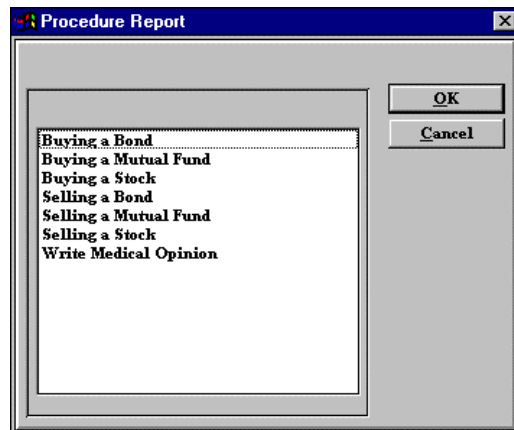 Procedure Report
OK
Cancel
Buying a Bond
Buying a Mutual Fund
Buying a Stock
Selling a Bond
Selling a Mutual Fund
Selling a Stock
Write Medical Opinion